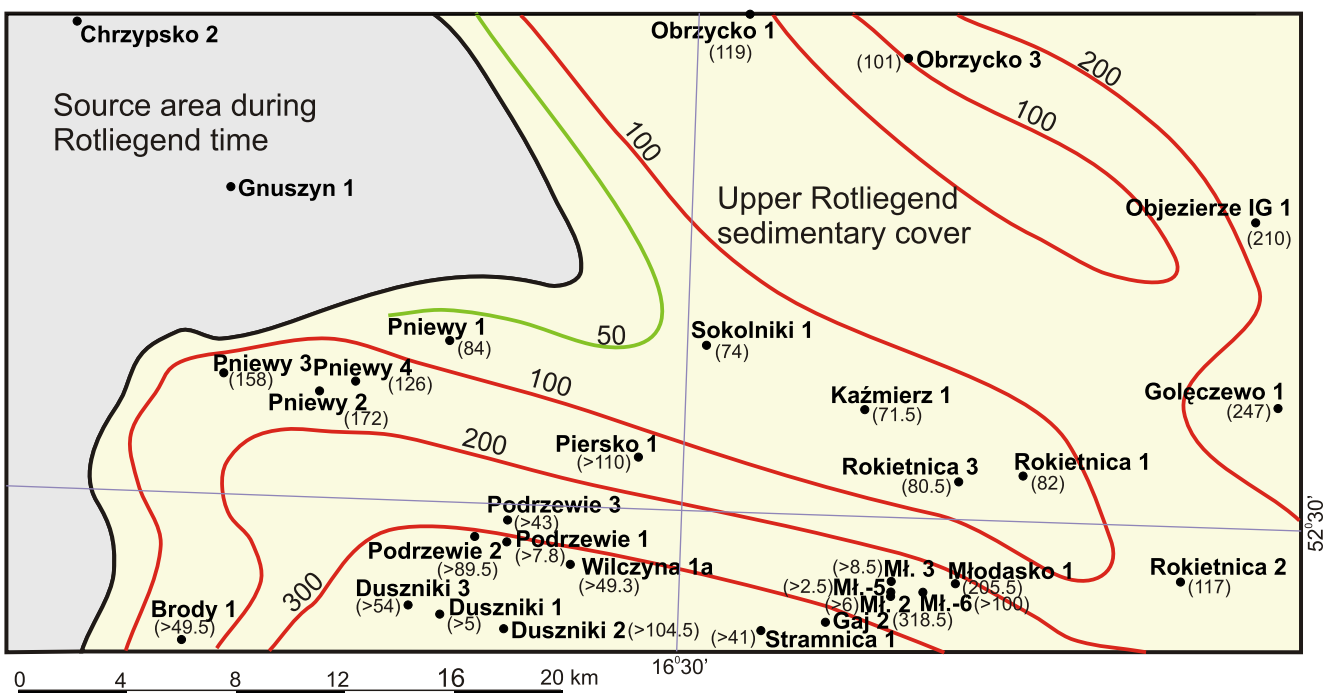 Chrzypsko 2
Obrzycko 1
(119)
(101) Obrzycko 3
200
Source area during
Rotliegend time
100
100
Gnuszyn 1
Upper Rotliegend
sedimentary cover
Objezierze IG 1
(210)
Pniewy 1
(84)
50
Sokolniki 1
(74)
Pniewy 3
(158)
Pniewy 4
(126)
Pniewy 2
(172)
100
Kaźmierz 1
(71.5)
Golęczewo 1
(247)
200
Piersko 1
(>110)
Rokietnica 3
(80.5)
Rokietnica 1
(82)
Podrzewie 3
(>43)
Podrzewie 1
(>7.8)
Podrzewie 2
(>89.5)
52⁰30'
Wilczyna 1a
(>49.3)
(>8.5) Mł. 3
Młodasko 1
(205.5)
Rokietnica 2
(117)
300
Duszniki 3
(>54)
(>2.5) Mł.-5
(>6) Mł. 2
Mł.-6 (>100)
Brody 1
(>49.5)
Duszniki 1
(>5)
Gaj 2 (318.5)
Duszniki 2 (>104.5)
(>41) Stramnica 1
16⁰30'
0 4 8 12 16 20 km